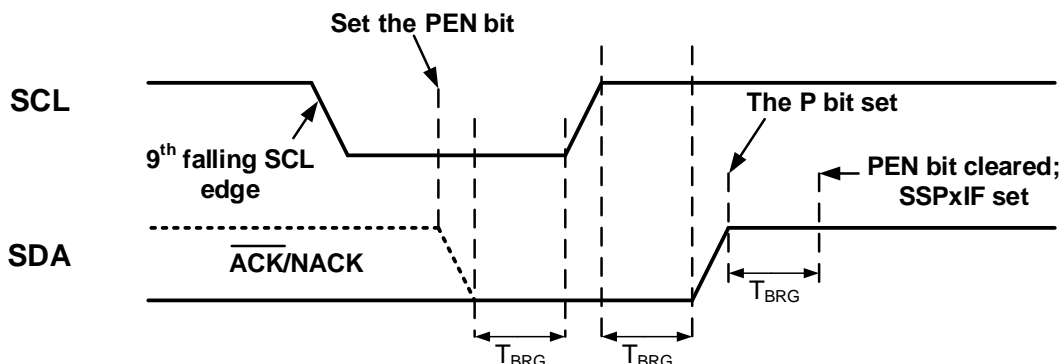 Set the PEN bit
SCL
The P bit set
9th falling SCL
edge
PEN bit cleared;
SSPxIF set
SDA
ACK/NACK
TBRG
TBRG
TBRG